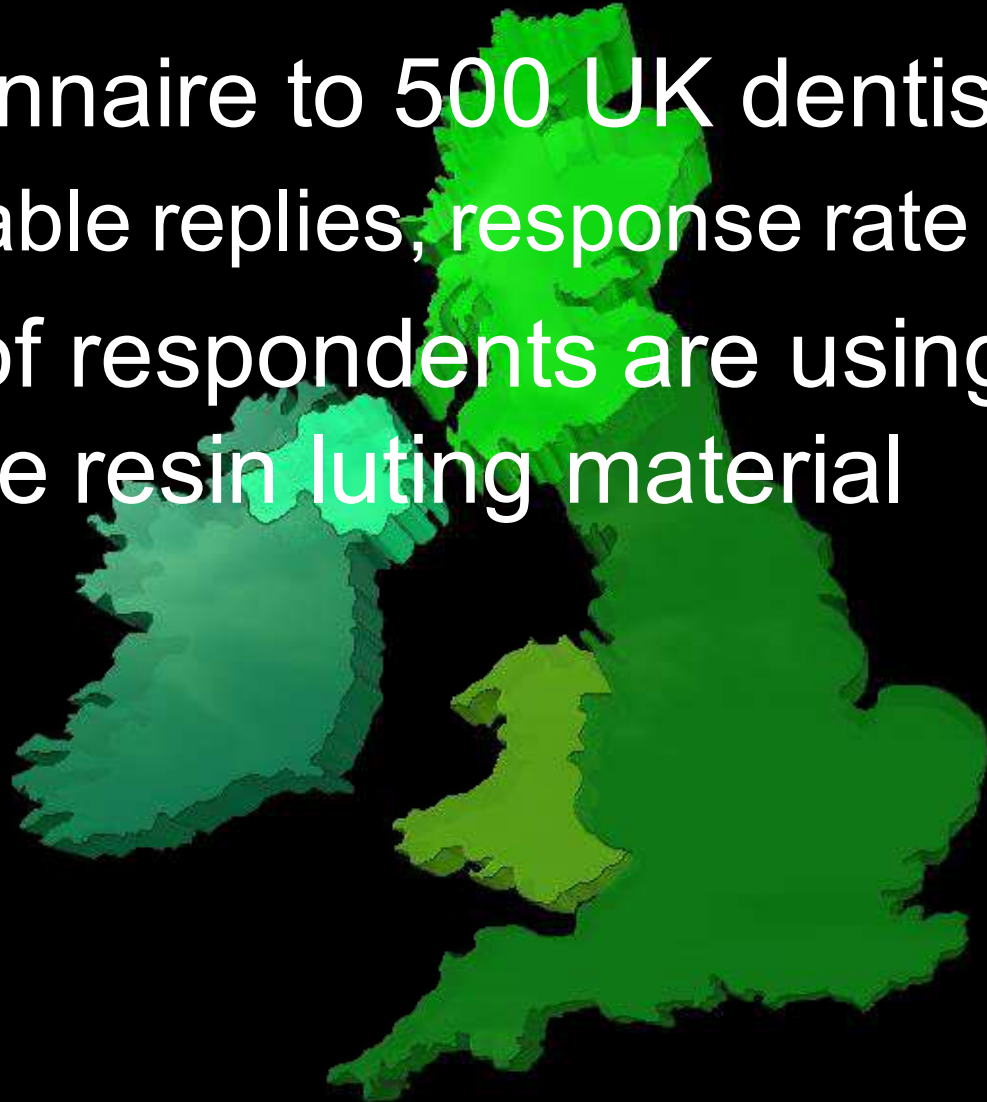 nnaire to 500 UK dentis
able replies, response rate
of respondents are using
e resin luting material